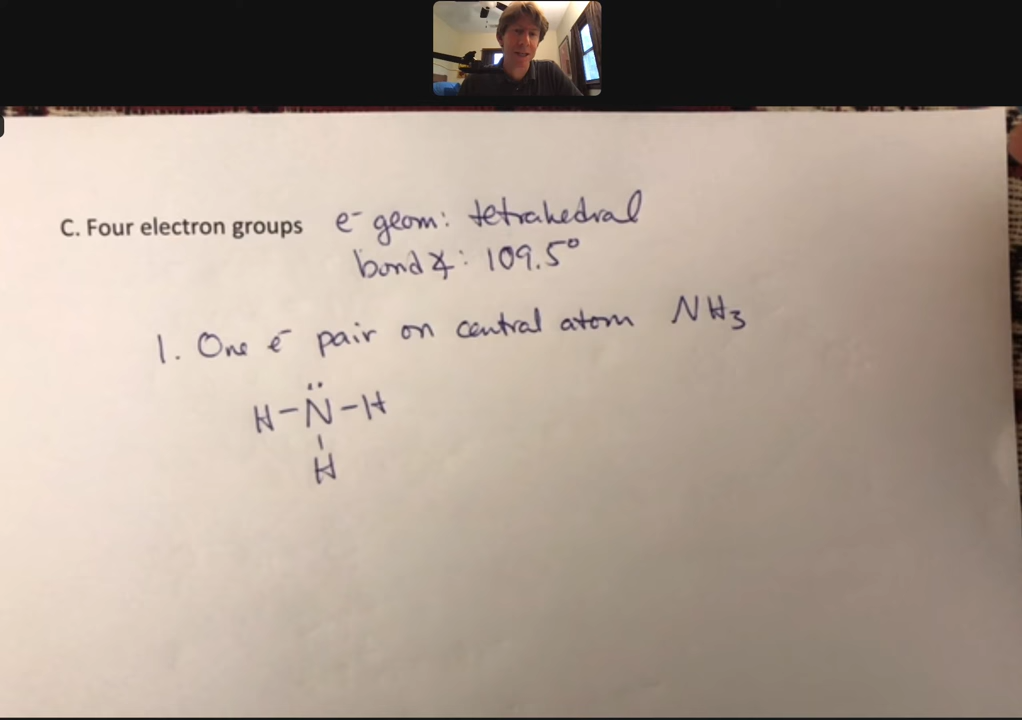 C. Four electron groups e⁻ geom: tetrahedral
bond ∡: 109.5°
1. One e⁻ pair on central atom NH₃
H–N̈–H
|
H